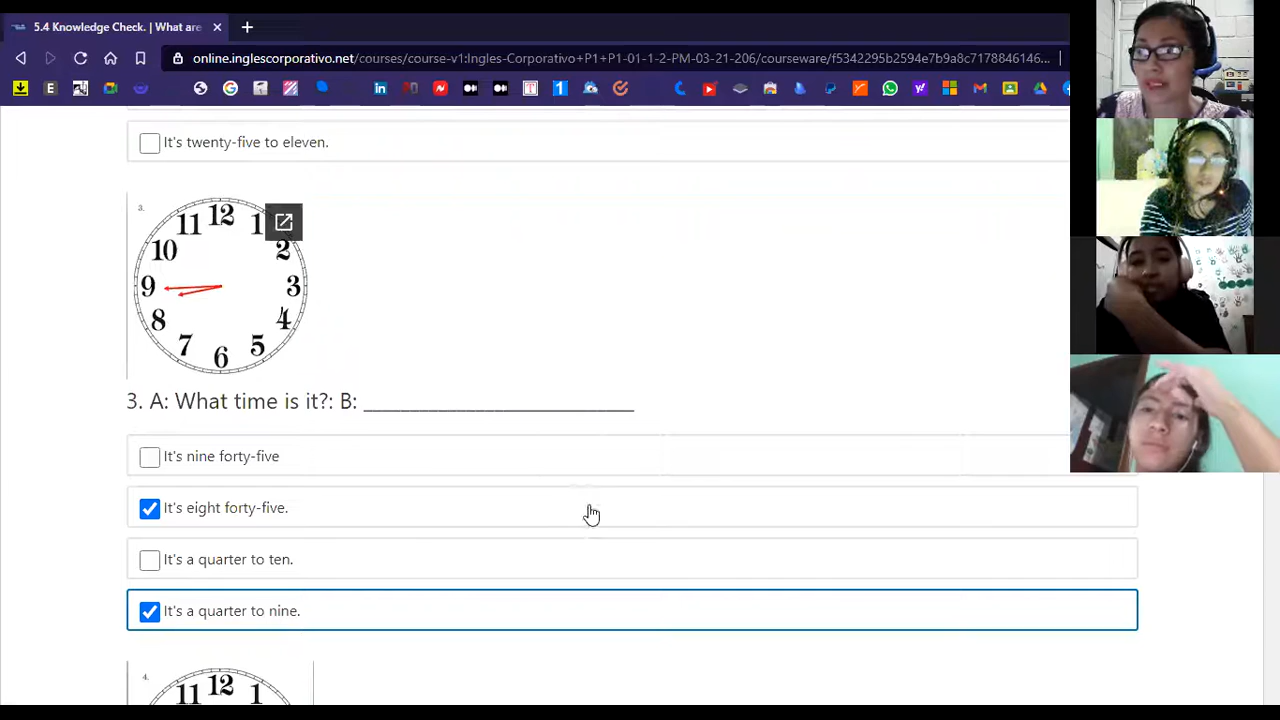 5.4 Knowledge Check. | What are
online.inglescorporativo.net/courses/course-v1:Ingles-Corporativo+P1+P1-01-1-2-PM-03-21-206/courseware/f5342295b2594e7b9a8c7178846146...
It's twenty-five to eleven.
3.
11 12 1
10 2
9 3
8 4
7 6 5
3. A: What time is it?: B: ___________________________
It's nine forty-five
It's eight forty-five.
It's a quarter to ten.
It's a quarter to nine.
4.
11 12 1